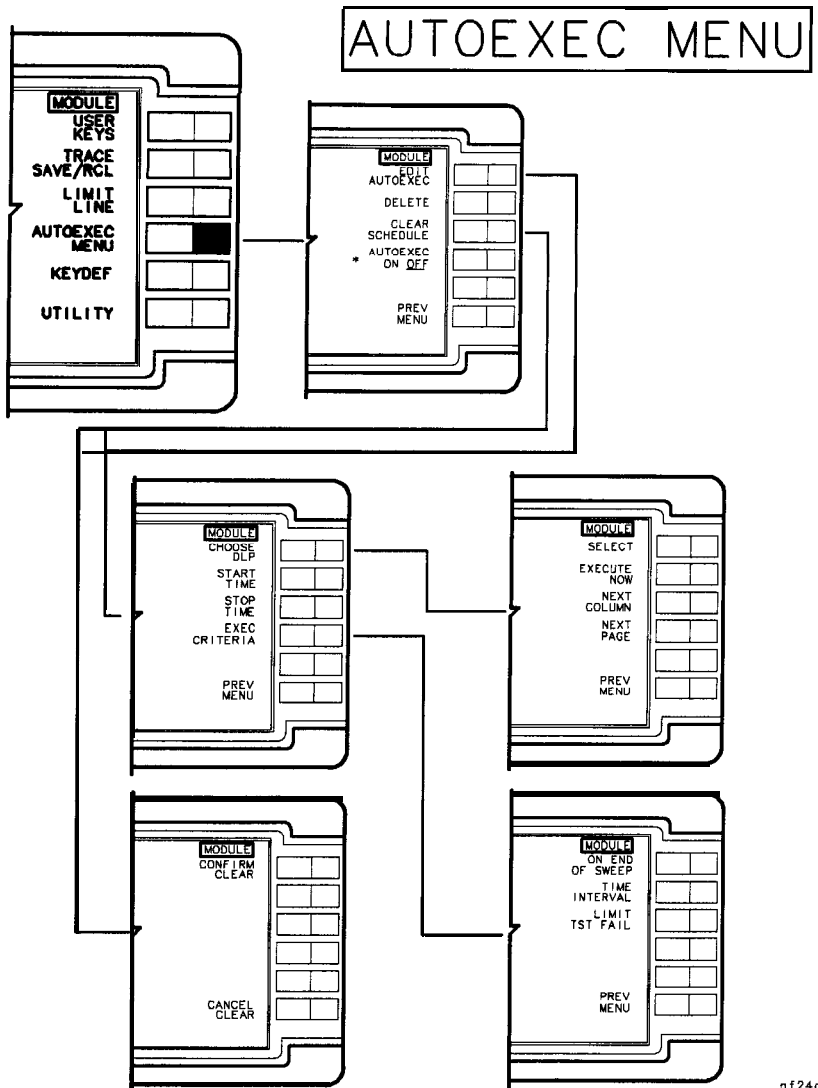 AUTOEXEC MENU
MODULE
USER
KEYS
TRACE
SAVE/RCL
LIMIT
LINE
AUTOEXEC
MENU
KEYDEF
UTILITY
MODULE
EDIT
AUTOEXEC
DELETE
CLEAR
SCHEDULE
* AUTOEXEC
ON OFF
PREV
MENU
MODULE
CHOOSE
DLP
START
TIME
STOP
TIME
EXEC
CRITERIA
PREV
MENU
MODULE
SELECT
EXECUTE
NOW
NEXT
COLUMN
NEXT
PAGE
PREV
MENU
MODULE
CONFIRM
CLEAR
CANCEL
CLEAR
MODULE
ON END
OF SWEEP
TIME
INTERVAL
LIMIT
TST FAIL
PREV
MENU